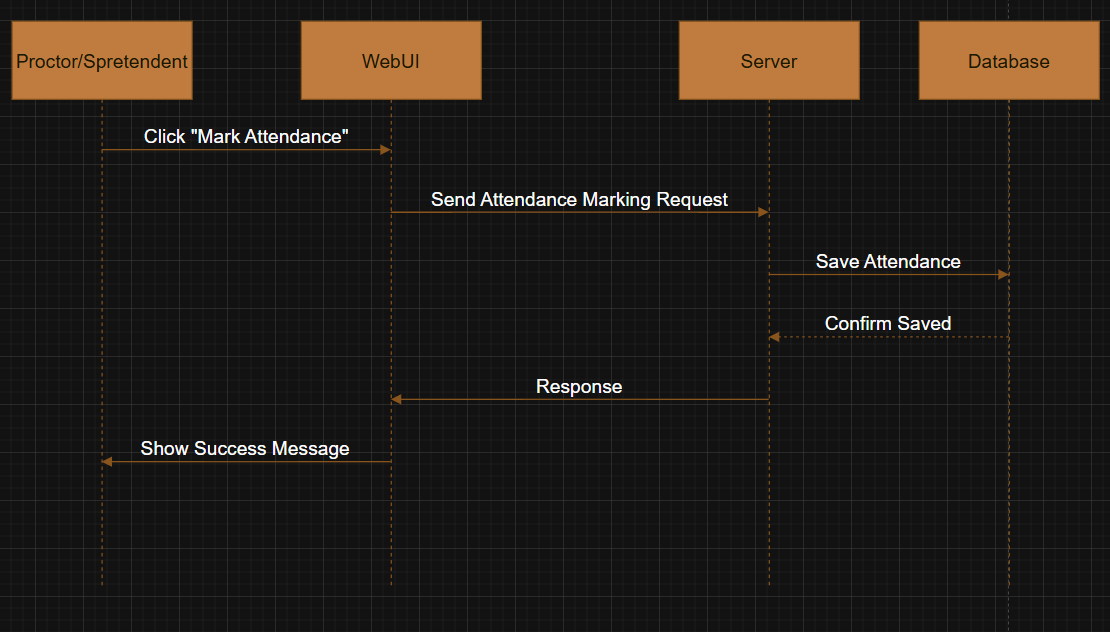 Proctor/Spretendent
WebUI
Server
Database
Click "Mark Attendance"
Send Attendance Marking Request
Save Attendance
Confirm Saved
Response
Show Success Message